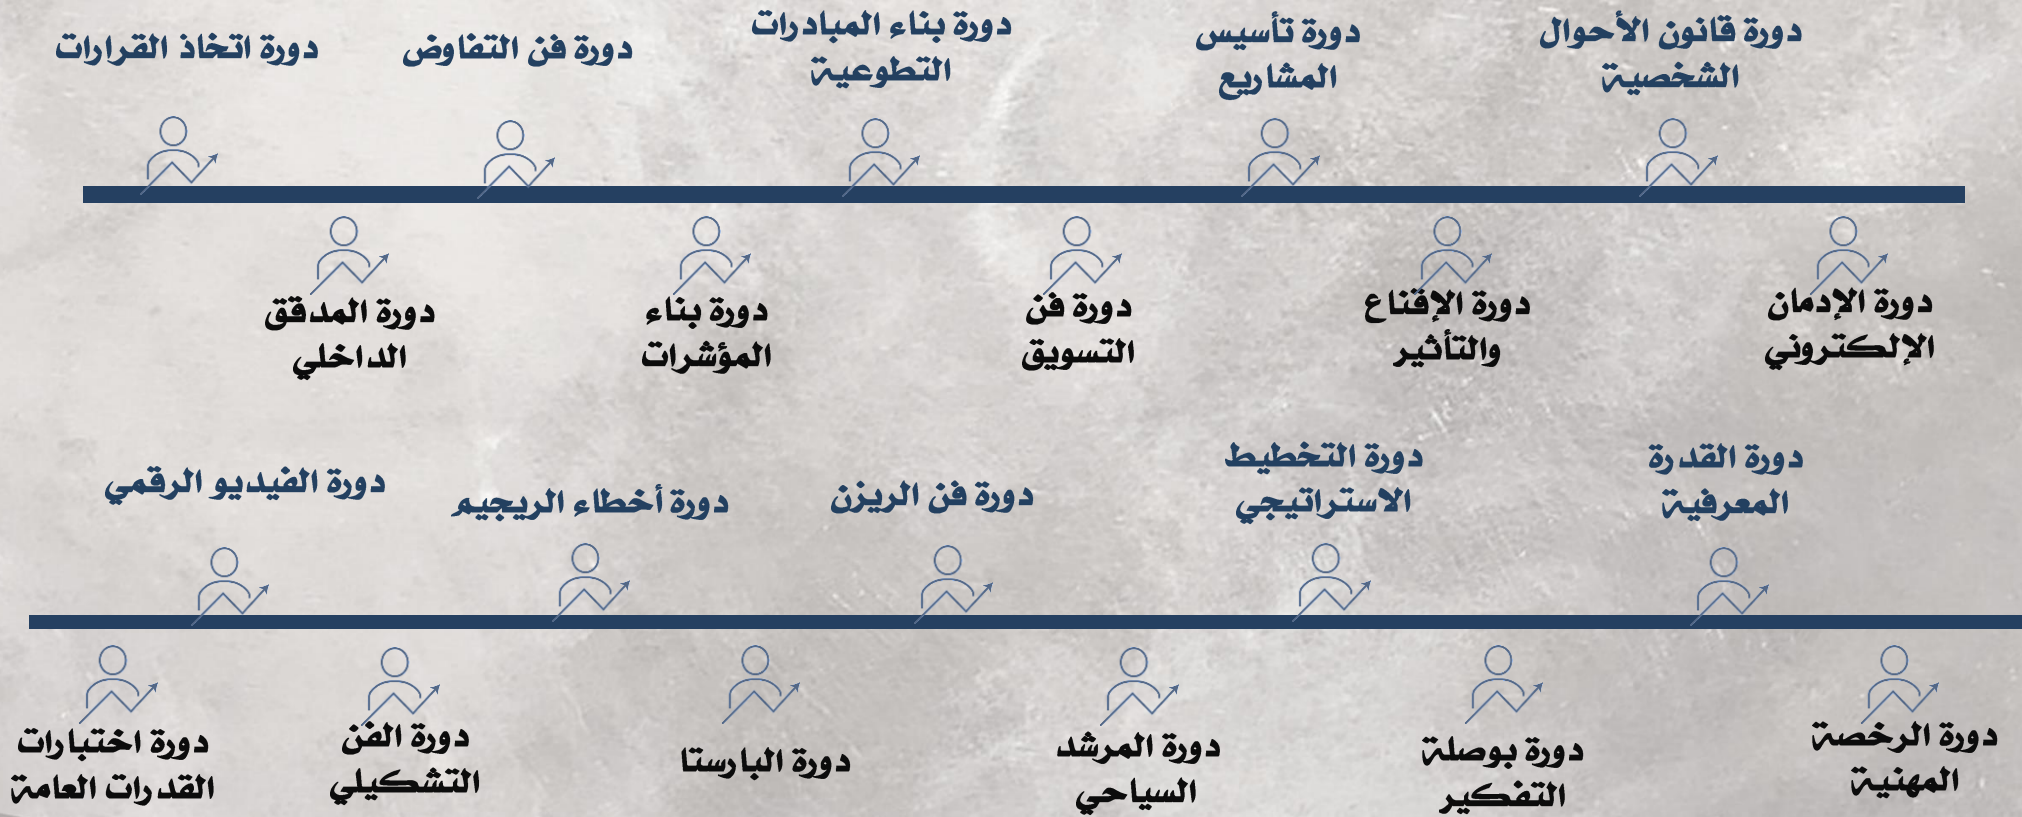 دورة قانون الأحوال
الشخصية
دورة تأسيس
المشاريع
دورة بناء المبادرات
التطوعية
دورة فن التفاوض
دورة اتخاذ القرارات
دورة الإدمان
الإلكتروني
دورة الإقناع
والتأثير
دورة فن
التسويق
دورة بناء
المؤشرات
دورة المدقق
الداخلي
دورة القدرة
المعرفية
دورة التخطيط
الاستراتيجي
دورة فن الريزن
دورة أخطاء الريجيم
دورة الفيديو الرقمي
دورة الرخصة
المهنية
دورة بوصلة
التفكير
دورة المرشد
السياحي
دورة البارستا
دورة الفن
التشكيلي
دورة اختبارات
القدرات العامة